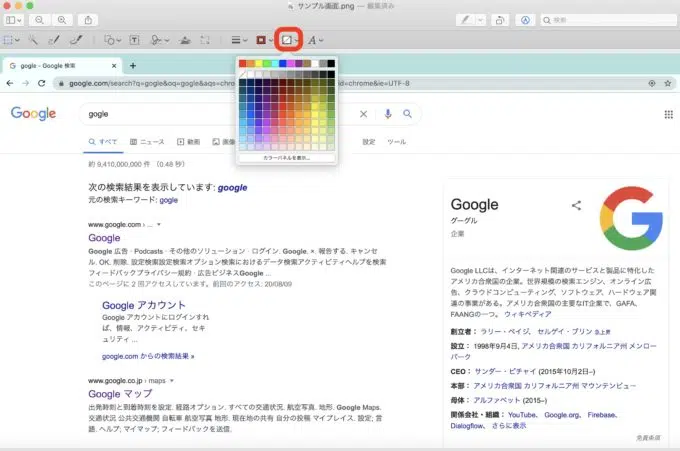 サンプル画面.png — 編集済み
検索
gogle - Google 検索
google.com/search?q=gogle&oq=gogle&aqs=chro
id=chrome&ie=UTF-8
Google
gogle
すべて
ニュース
動画
画像
設定
ツール
カラーパネルを表示...
約 9,410,000,000 件 （0.48 秒）
次の検索結果を表示しています: google
元の検索キーワード: gogle
www.google.com › ...
Google
Google 広告 · Podcasts · その他のソリューション · ログイン. Google. ×. 報告する. キャンセ
ル. OK. 削除. 設定検索設定検索オプション検索におけるデータ検索アクティビティヘルプを検索
フィードバックプライバシー規約 · 広告ビジネスGoogle ...
このページに 2 回アクセスしています。前回のアクセス: 20/08/09
Google アカウント
Google アカウントにログインすれ
ば、情報、アクティビティ、セキ
ュリティ ...
google.com からの検索結果 »
www.google.co.jp › maps
Google マップ
出発時刻と到着時刻を設定. 経路オプション. すべての交通状況. 航空写真. 地形. Google Maps.
交通状況 公共交通機関 自転車 航空写真 地形. 現在地の共有 自分の投稿 マイプレイス. 設定; 言
語. ヘルプ; マイマップ; フィードバックを送信.
Google
グーグル
企業
Google LLCは、インターネット関連のサービスと製品に特化した
アメリカ合衆国の企業。世界規模の検索エンジン、オンライン広
告、クラウドコンピューティング、ソフトウェア、ハードウェア関
連の事業がある。アメリカ合衆国の主要なIT企業で、GAFA、
FAANGの一つ。 ウィキペディア
創立者： ラリー・ペイジ、 セルゲイ・ブリン
設立： 1998年9月4日, アメリカ合衆国 カリフォルニア州 メンロー
パーク
CEO： サンダー・ピチャイ (2015年10月2日–)
本部： アメリカ合衆国 カリフォルニア州 マウンテンビュー
母体： アルファベット (2015–)
関係会社・組織： YouTube、 Google.org、 Firebase、
Dialogflow、 さらに表示
免責条項